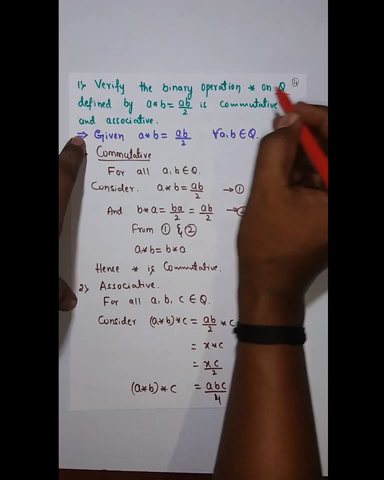 1) Verify the binary operation * on Q
defined by a*b = ab/2 is commutative
and associative.
⇒ Given a*b = ab/2 ∀a,b ∈ Q.
Commutative
For all a,b ∈ Q.
Consider. a*b = ab/2 → ①
And b*a = ba/2 = ab/2 → ②
From ① & ②
a*b = b*a
Hence * is Commutative.
2) Associative.
For all a, b, c ∈ Q.
Consider (a*b)*c = ab/2 * c
= x*c
= xc/2
(a*b)*c = abc/4